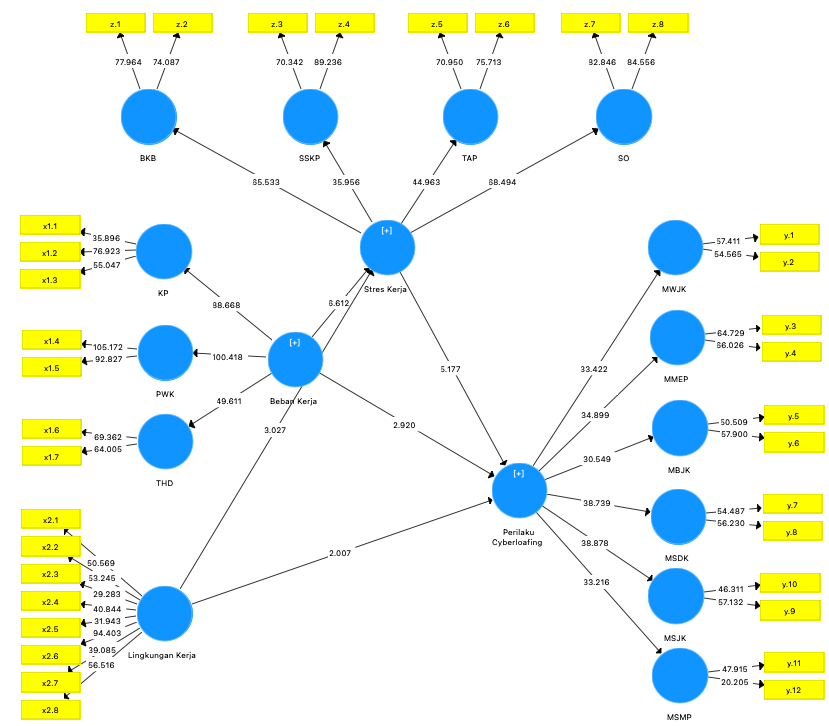 z.1
z.2
z.3
z.4
z.5
z.6
z.7
z.8
77.964
74.087
70.342
89.236
70.950
75.713
82.846
84.556
BKB
SSKP
TAP
SO
65.533
35.956
44.963
68.494
x1.1
x1.2
x1.3
35.896
76.923
55.047
KP
[+]
Stres Kerja
57.411
54.565
y.1
y.2
MWJK
88.668
6.612
x1.4
x1.5
105.172
92.827
PWK
100.418
[+]
Beban Kerja
64.729
66.026
y.3
y.4
MMEP
5.177
33.422
x1.6
x1.7
69.362
64.005
THD
49.611
3.027
2.920
34.899
50.509
57.900
y.5
y.6
MBJK
30.549
[+]
Perilaku
Cyberloafing
38.739
54.487
56.230
y.7
y.8
MSDK
x2.1
x2.2
x2.3
x2.4
x2.5
x2.6
x2.7
x2.8
50.569
53.245
29.283
40.844
31.943
94.403
39.085
56.516
Lingkungan Kerja
2.007
38.878
33.216
46.311
57.132
y.10
y.9
MSJK
47.915
20.205
y.11
y.12
MSMP